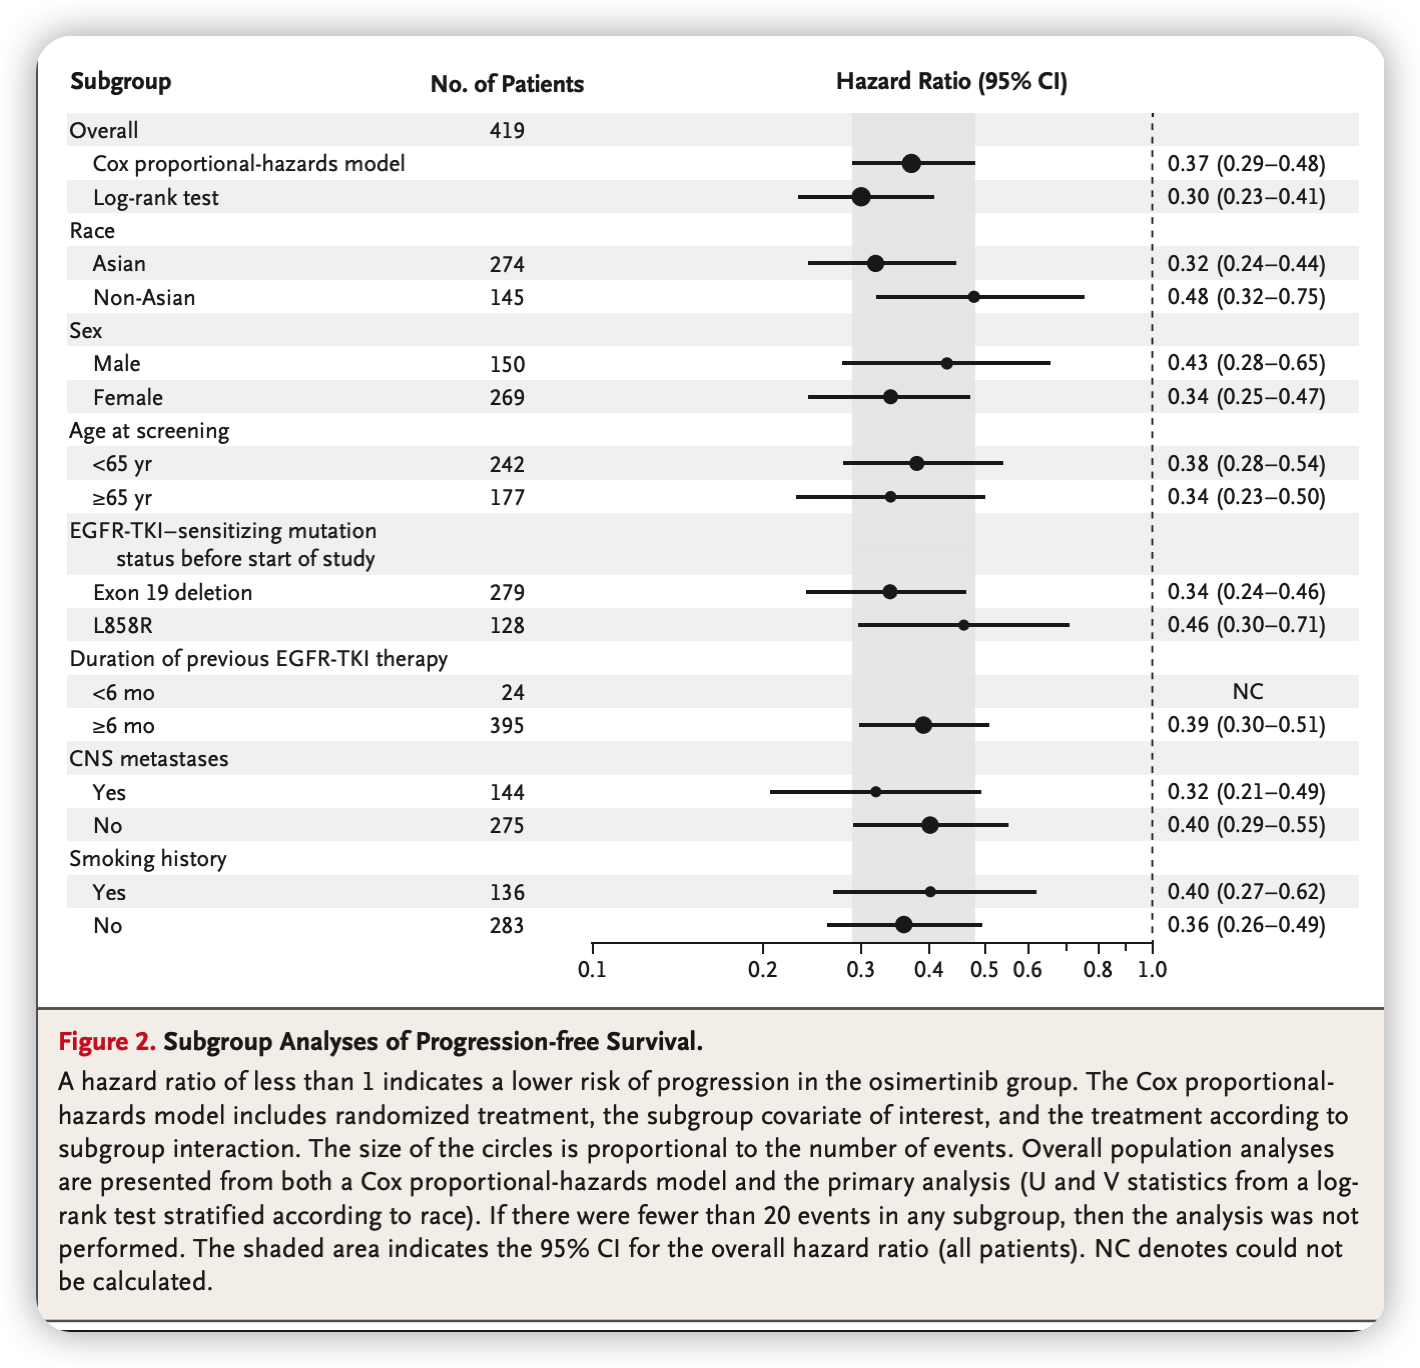 Subgroup No. of Patients Hazard Ratio (95% CI)
Overall 419
Cox proportional-hazards model 0.37 (0.29–0.48)
Log-rank test 0.30 (0.23–0.41)
Race
Asian 274 0.32 (0.24–0.44)
Non-Asian 145 0.48 (0.32–0.75)
Sex
Male 150 0.43 (0.28–0.65)
Female 269 0.34 (0.25–0.47)
Age at screening
<65 yr 242 0.38 (0.28–0.54)
≥65 yr 177 0.34 (0.23–0.50)
EGFR-TKI–sensitizing mutation
status before start of study
Exon 19 deletion 279 0.34 (0.24–0.46)
L858R 128 0.46 (0.30–0.71)
Duration of previous EGFR-TKI therapy
<6 mo 24 NC
≥6 mo 395 0.39 (0.30–0.51)
CNS metastases
Yes 144 0.32 (0.21–0.49)
No 275 0.40 (0.29–0.55)
Smoking history
Yes 136 0.40 (0.27–0.62)
No 283 0.36 (0.26–0.49)
0.1 0.2 0.3 0.4 0.5 0.6 0.8 1.0
Figure 2. Subgroup Analyses of Progression-free Survival.
A hazard ratio of less than 1 indicates a lower risk of progression in the osimertinib group. The Cox proportional-
hazards model includes randomized treatment, the subgroup covariate of interest, and the treatment according to
subgroup interaction. The size of the circles is proportional to the number of events. Overall population analyses
are presented from both a Cox proportional-hazards model and the primary analysis (U and V statistics from a log-
rank test stratified according to race). If there were fewer than 20 events in any subgroup, then the analysis was not
performed. The shaded area indicates the 95% CI for the overall hazard ratio (all patients). NC denotes could not
be calculated.